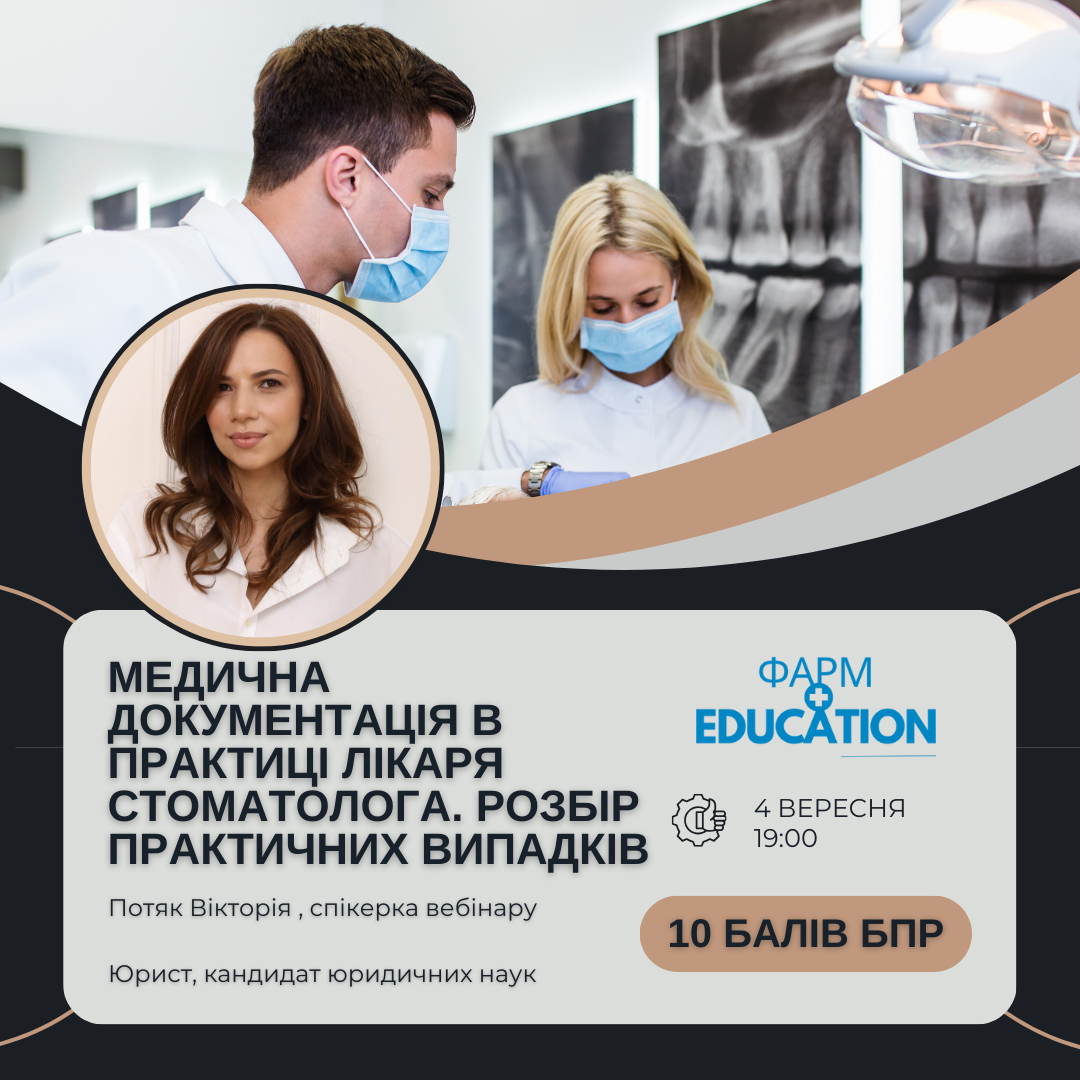 МЕДИЧНА
ДОКУМЕНТАЦІЯ В
ПРАКТИЦІ ЛІКАРЯ
СТОМАТОЛОГА. РОЗБІР
ПРАКТИЧНИХ ВИПАДКІВ
Потяк Вікторія , спікерка вебінару
Юрист, кандидат юридичних наук
ФАРМ
EDUCATION
4 ВЕРЕСНЯ
19:00
10 БАЛІВ БПР